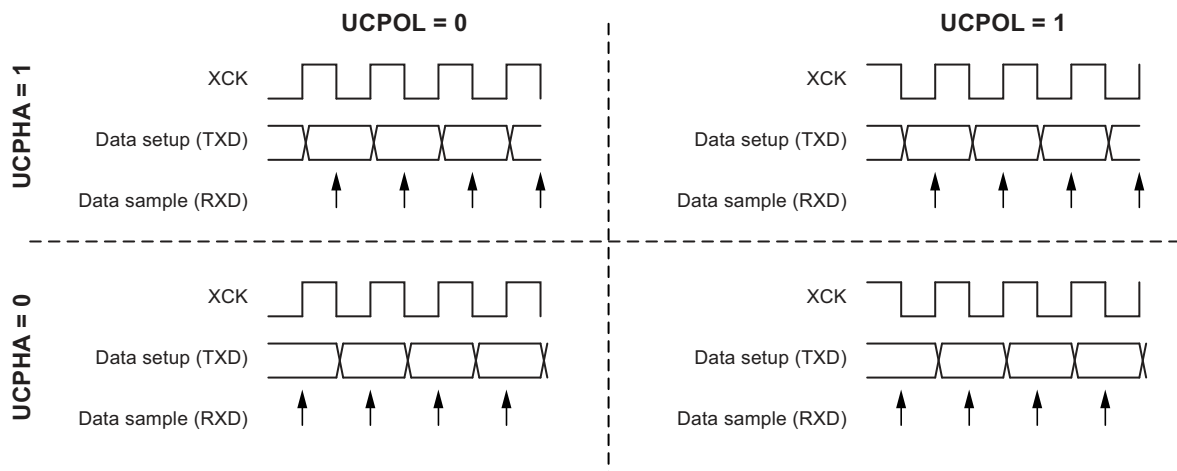 UCPOL = 0
UCPOL = 1
UCPHA = 1
XCK
Data setup (TXD)
Data sample (RXD)
XCK
Data setup (TXD)
Data sample (RXD)
UCPHA = 0
XCK
Data setup (TXD)
Data sample (RXD)
XCK
Data setup (TXD)
Data sample (RXD)